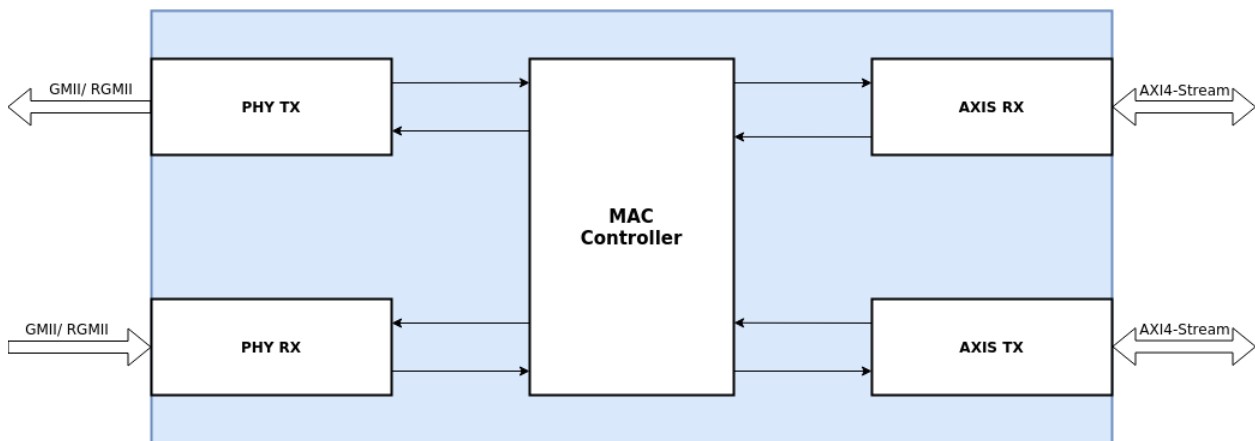 GMII/ RGMII
PHY TX
AXIS RX
AXI4-Stream
MAC
Controller
GMII/ RGMII
PHY RX
AXIS TX
AXI4-Stream